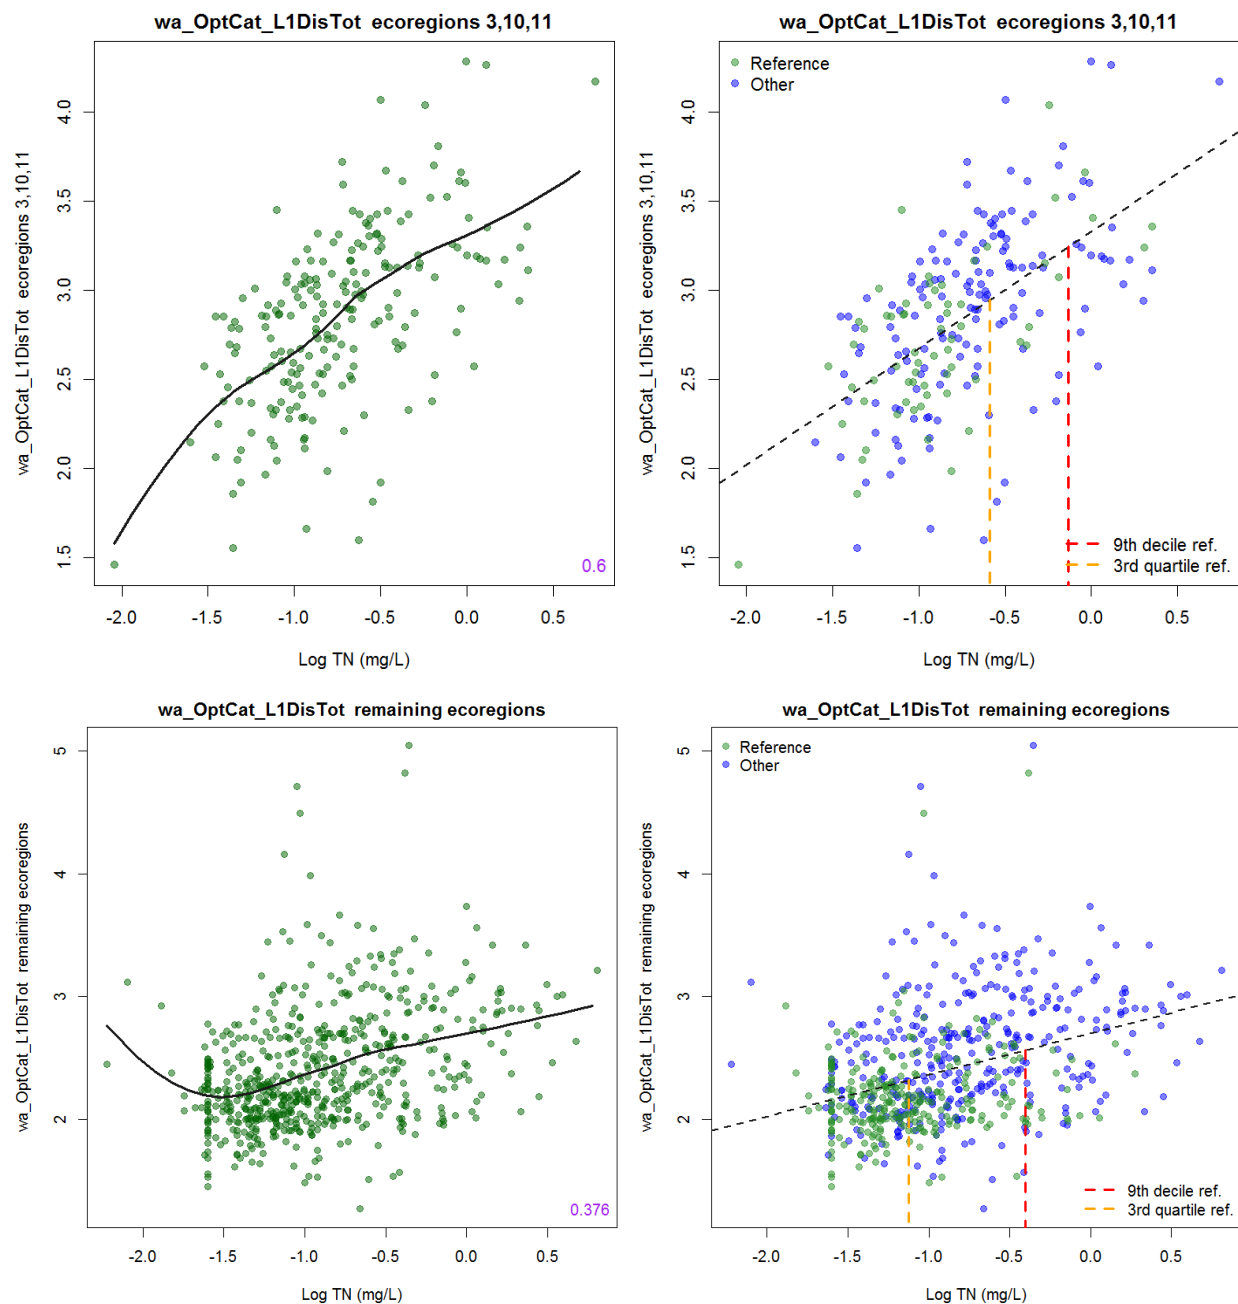 wa_OptCat_L1DisTot ecoregions 3,10,11
wa_OptCat_L1DisTot ecoregions 3,10,11
4.0
3.5
3.0
2.5
2.0
1.5
-2.0 -1.5 -1.0 -0.5 0.0 0.5
Log TN (mg/L)
0.6
wa_OptCat_L1DisTot ecoregions 3,10,11
wa_OptCat_L1DisTot ecoregions 3,10,11
Reference
Other
4.0
3.5
3.0
2.5
2.0
1.5
9th decile ref.
3rd quartile ref.
-2.0 -1.5 -1.0 -0.5 0.0 0.5
Log TN (mg/L)
wa_OptCat_L1DisTot remaining ecoregions
wa_OptCat_L1DisTot remaining ecoregions
5
4
3
2
0.376
-2.0 -1.5 -1.0 -0.5 0.0 0.5
Log TN (mg/L)
wa_OptCat_L1DisTot remaining ecoregions
wa_OptCat_L1DisTot remaining ecoregions
Reference
Other
5
4
3
2
9th decile ref.
3rd quartile ref.
-2.0 -1.5 -1.0 -0.5 0.0 0.5
Log TN (mg/L)